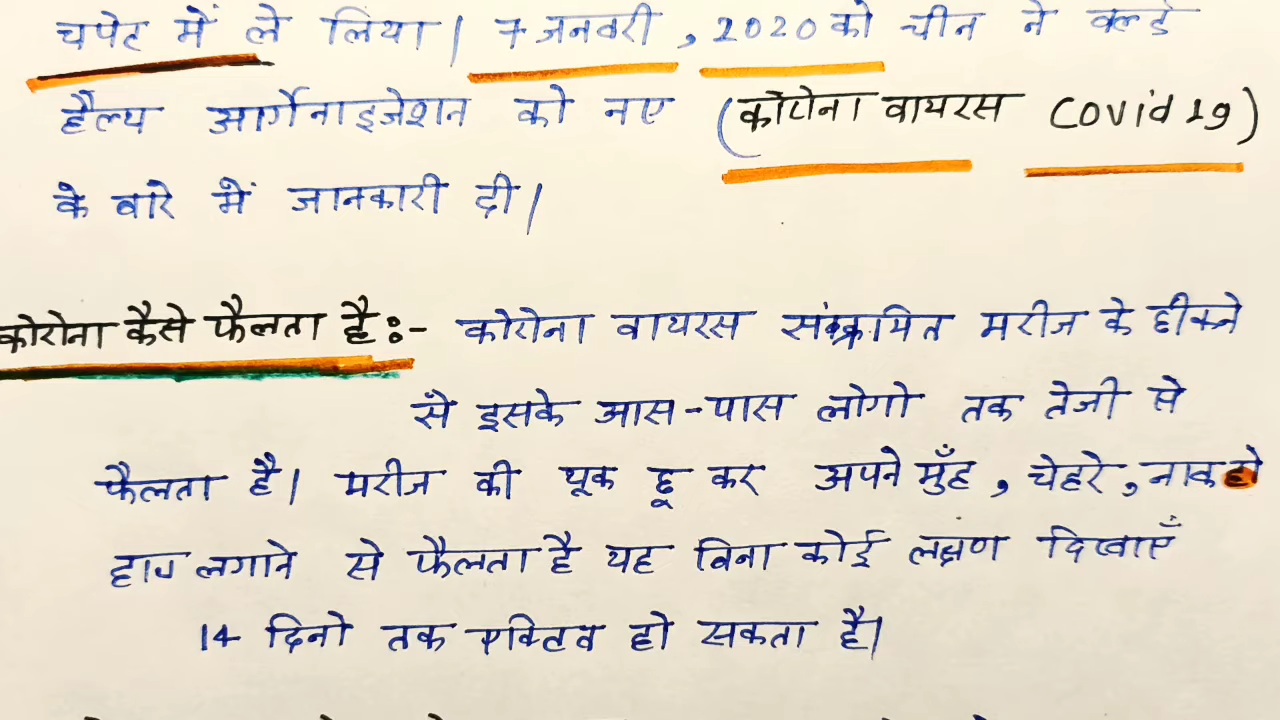 चपेट में ले लिया। 7 जनवरी, 2020 को चीन ने वर्ल्ड
हैल्थ आर्गेनाइजेशन को नए (कोरोना वायरस Covid 19)
के बारे में जानकारी दी।
कोरोना कैसे फैलता है:- कोरोना वायरस संक्रमित मरीज के छीकने
से इसके आस-पास लोगो तक तेजी से
फैलता है। मरीज की थूक छू कर अपने मुँह, चेहरे, नाक
हाथ लगाने से फैलता है यह बिना कोई लक्षण दिखाएँ
14 दिनो तक एक्टिव हो सकता है।